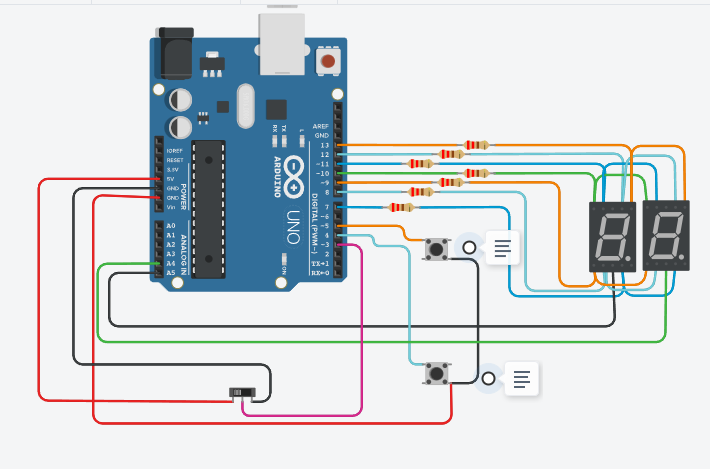 AREF
GND
13
12
~11
IOREF
~10
RESET
~9
3.3V
8
5V
GND
7
GND
~6
Vin
~5
4
A0
~3
A1
2
A2
TX→1
A3
RX←0
A4
A5
POWER
ANALOG IN
RX
TX
L
ARDUINO
UNO
DIGITAL (PWM~)
ON